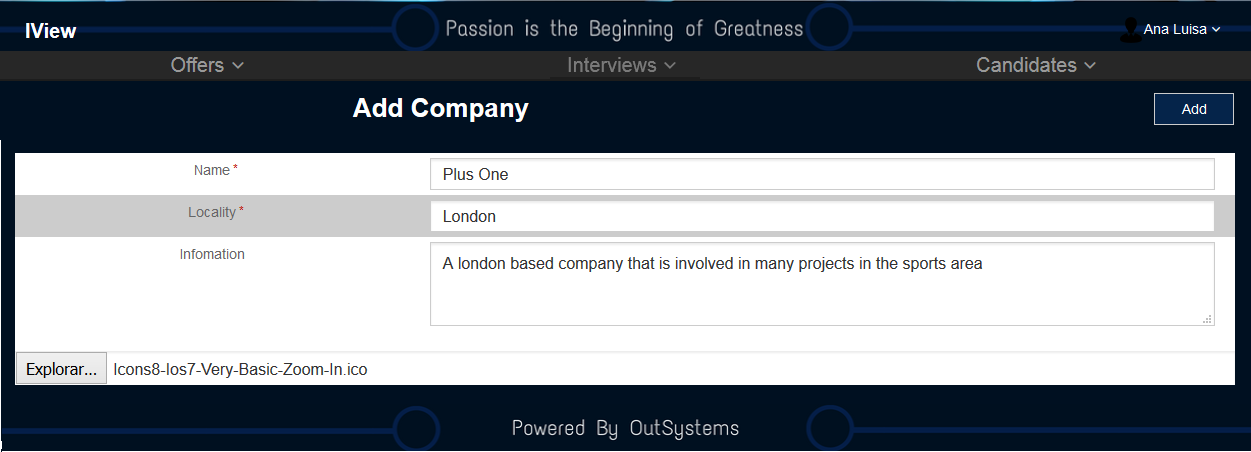 IView
Passion is the Beginning of Greatness
Ana Luisa
Offers
Interviews
Candidates
Add Company
Add
Name *
Plus One
Locality *
London
Infomation
A london based company that is involved in many projects in the sports area
Explorar...
Icons8-Ios7-Very-Basic-Zoom-In.ico
Powered By OutSystems